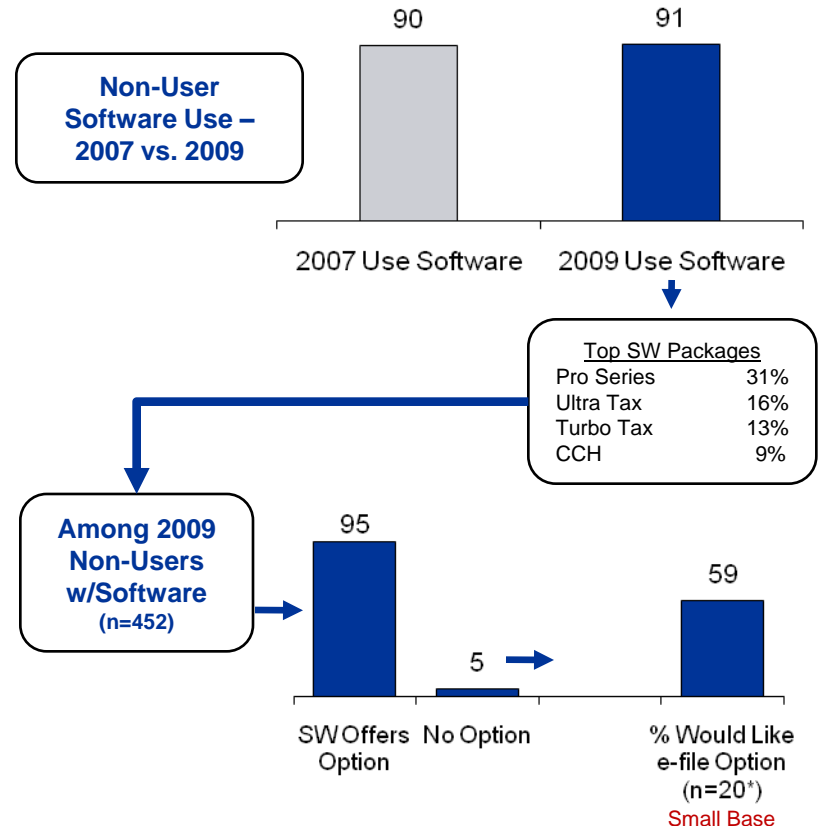 90
91
Non-User
Software Use –
2007 vs. 2009
2007 Use Software
2009 Use Software
Top SW Packages
Pro Series 31%
Ultra Tax 16%
Turbo Tax 13%
CCH 9%
Among 2009
Non-Users
w/Software
(n=452)
95
5
59
SW Offers
Option
No Option
% Would Like
e-file Option
(n=20*)
Small Base